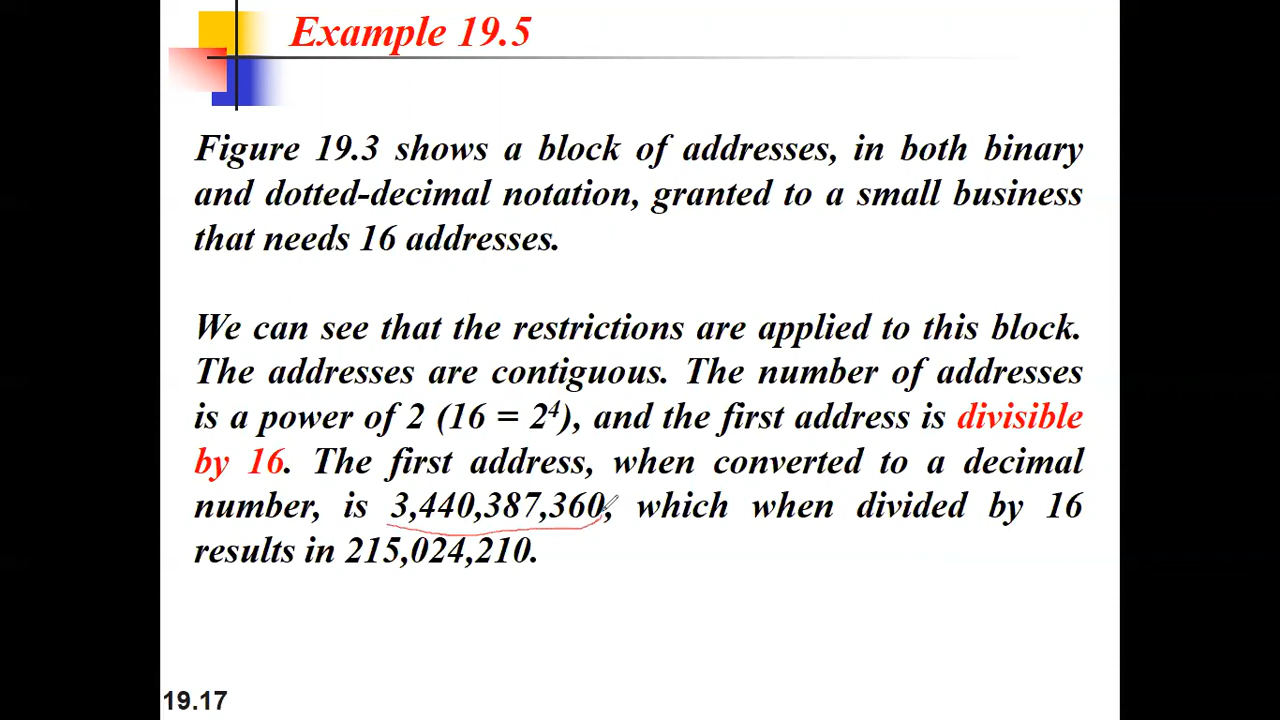 Example 19.5
Figure 19.3 shows a block of addresses, in both binary
and dotted-decimal notation, granted to a small business
that needs 16 addresses.
We can see that the restrictions are applied to this block.
The addresses are contiguous. The number of addresses
is a power of 2 (16 = 2⁴), and the first address is divisible
by 16. The first address, when converted to a decimal
number, is 3,440,387,360, which when divided by 16
results in 215,024,210.
19.17